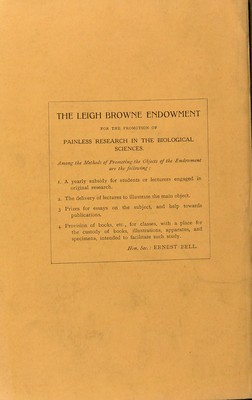 THE LEIGH BROWNE ENDOWMENT
FOR THE PROMOTION OF
PAINLESS RESEARCH IN THE BIOLOGICAL
SCIENCES.
Among the Methods of Promoting the Objects of the Endowment
are the following:
1. A yearly subsidy for students or lecturers engaged in
original research.
2. The delivery of lectures to illustrate the main object.
3 Prizes for essays on the subject, and help towards
publications.
4 Provision of books, etc., for classes, with a place for
the custody of books, illustrations, apparatus, and
specimens, intended to facilitate such study.
Hon. Sec. ERNEST BELL.